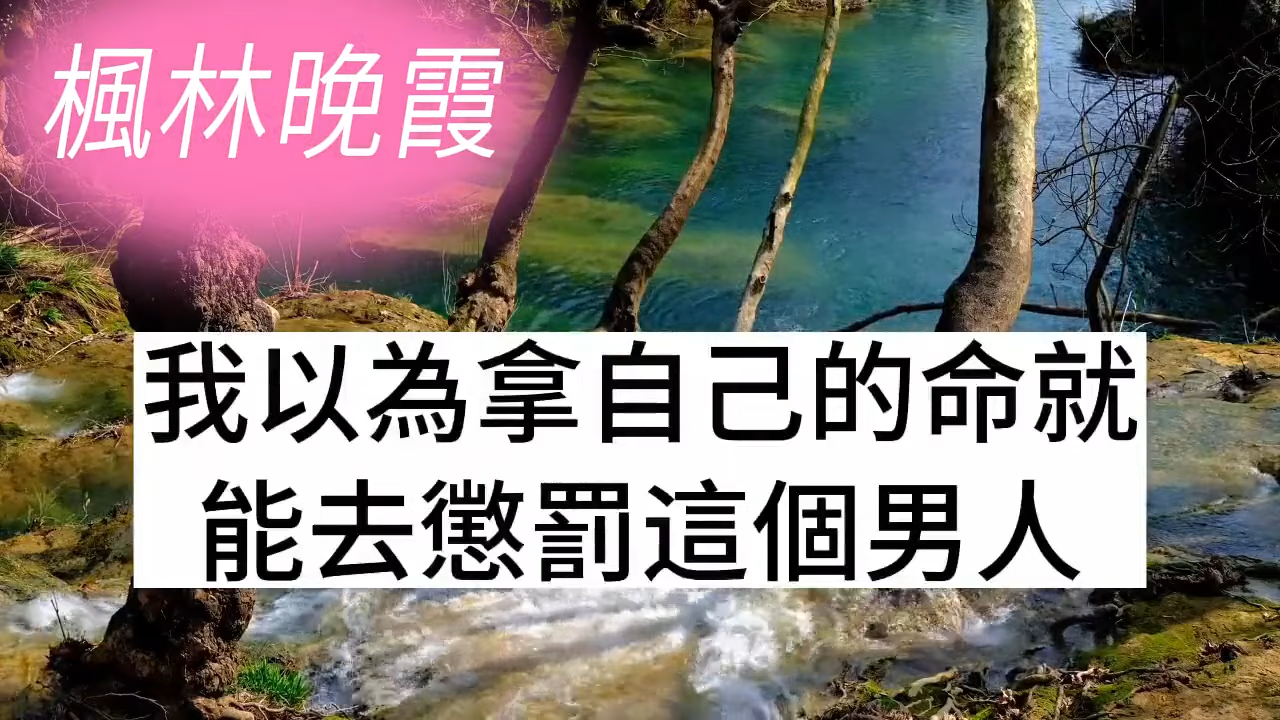 楓林晚霞
我以為拿自己的命就
能去懲罰這個男人